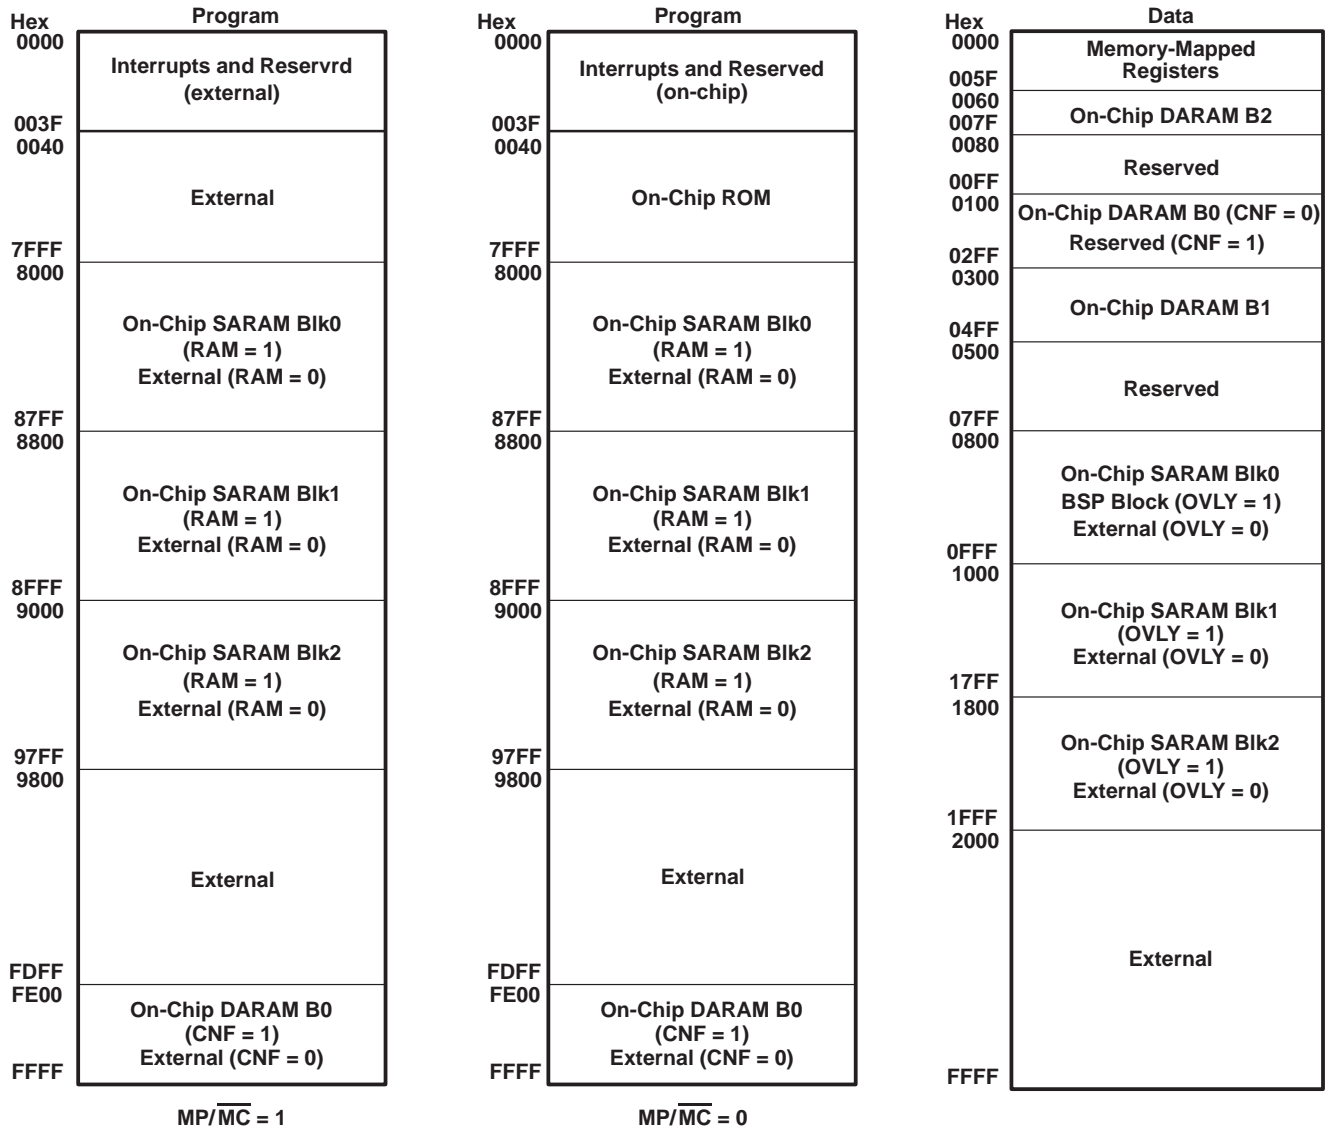 Hex
Program
0000
Interrupts and Reservrd
(external)
003F
0040
External
7FFF
8000
On-Chip SARAM Blk0
(RAM = 1)
External (RAM = 0)
87FF
8800
On-Chip SARAM Blk1
(RAM = 1)
External (RAM = 0)
8FFF
9000
On-Chip SARAM Blk2
(RAM = 1)
External (RAM = 0)
97FF
9800
External
FDFF
FE00
On-Chip DARAM B0
(CNF = 1)
External (CNF = 0)
FFFF
MP/MC = 1
Hex
Program
0000
Interrupts and Reserved
(on-chip)
003F
0040
On-Chip ROM
7FFF
8000
On-Chip SARAM Blk0
(RAM = 1)
External (RAM = 0)
87FF
8800
On-Chip SARAM Blk1
(RAM = 1)
External (RAM = 0)
8FFF
9000
On-Chip SARAM Blk2
(RAM = 1)
External (RAM = 0)
97FF
9800
External
FDFF
FE00
On-Chip DARAM B0
(CNF = 1)
External (CNF = 0)
FFFF
MP/MC = 0
Hex
Data
0000
Memory-Mapped
Registers
005F
0060
On-Chip DARAM B2
007F
0080
Reserved
00FF
0100
On-Chip DARAM B0 (CNF = 0)
Reserved (CNF = 1)
02FF
0300
On-Chip DARAM B1
04FF
0500
Reserved
07FF
0800
On-Chip SARAM Blk0
BSP Block (OVLY = 1)
External (OVLY = 0)
0FFF
1000
On-Chip SARAM Blk1
(OVLY = 1)
External (OVLY = 0)
17FF
1800
On-Chip SARAM Blk2
(OVLY = 1)
External (OVLY = 0)
1FFF
2000
External
FFFF